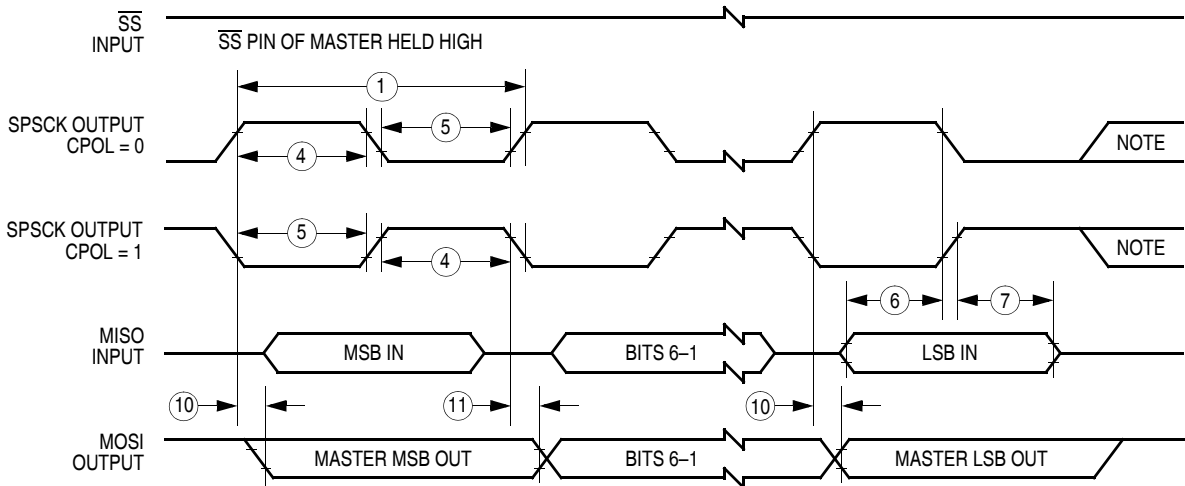 SS
INPUT
SS PIN OF MASTER HELD HIGH
1
SPSCK OUTPUT
CPOL = 0
5
4
NOTE
SPSCK OUTPUT
CPOL = 1
5
4
NOTE
6
7
MISO
INPUT
MSB IN
BITS 6–1
LSB IN
10
11
10
MOSI
OUTPUT
MASTER MSB OUT
BITS 6–1
MASTER LSB OUT